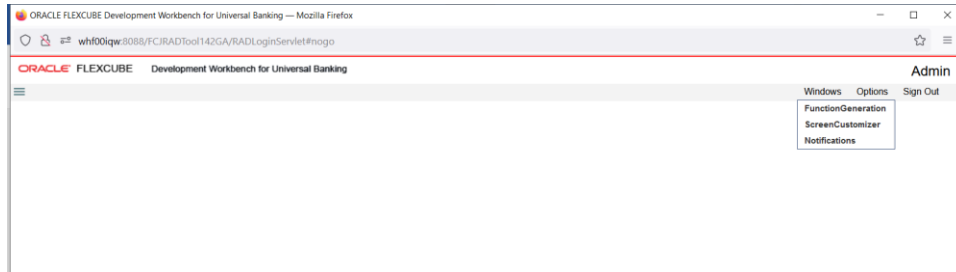 ORACLE FLEXCUBE Development Workbench for Universal Banking — Mozilla Firefox
whf00iqw:8088/FCJRADTool142GA/RADLoginServlet#nogo
ORACLE FLEXCUBE Development Workbench for Universal Banking Admin
Windows Options Sign Out
FunctionGeneration
ScreenCustomizer
Notifications